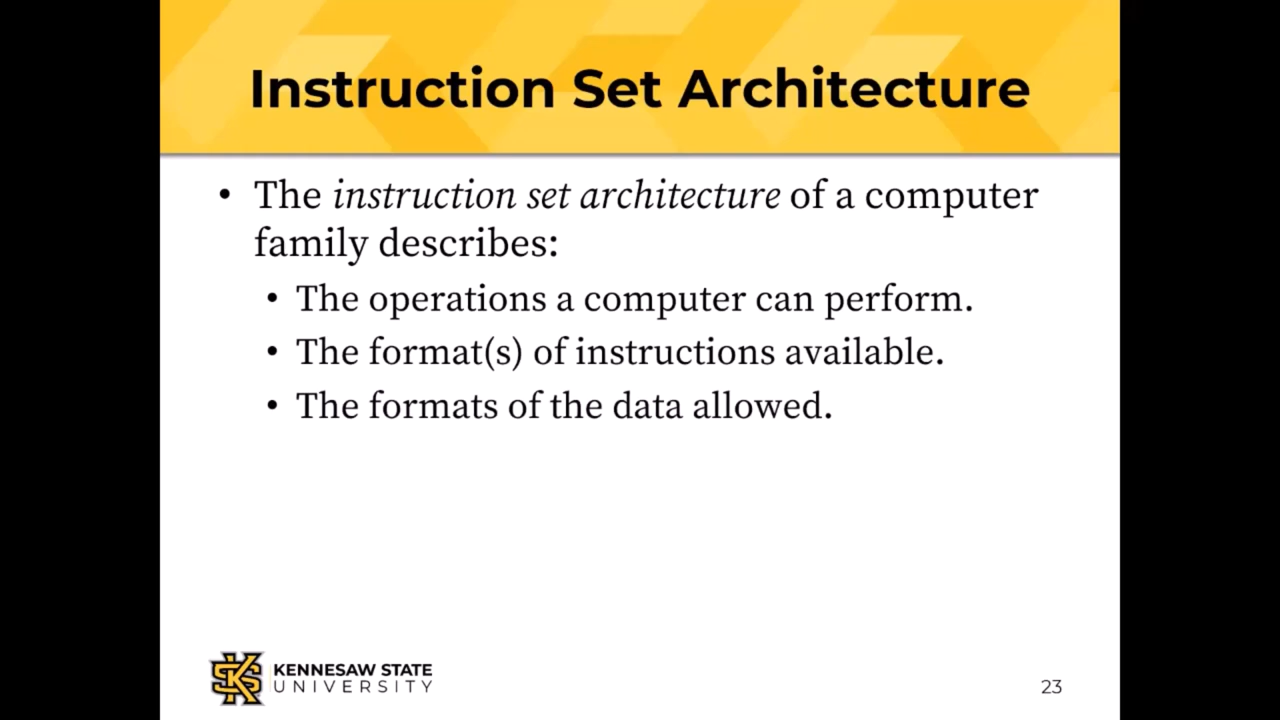 Instruction Set Architecture
• The instruction set architecture of a computer
family describes:
• The operations a computer can perform.
• The format(s) of instructions available.
• The formats of the data allowed.
KENNESAW STATE
UNIVERSITY
23